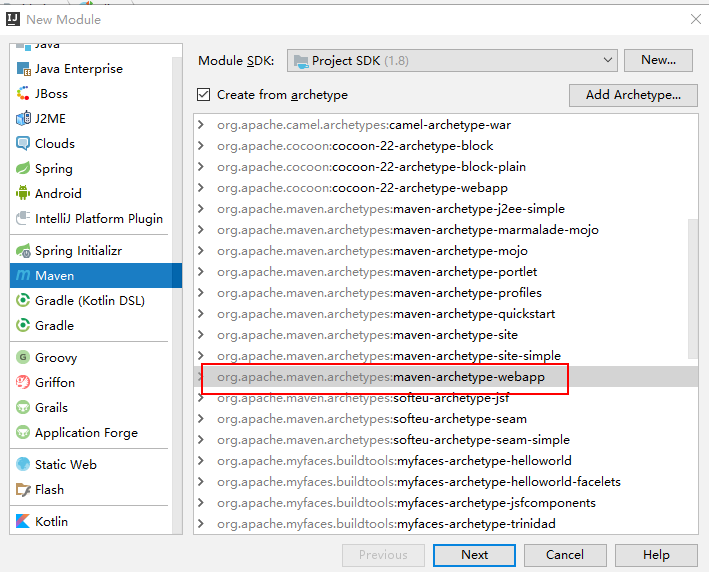 New Module
Java
Java Enterprise
JBoss
J2ME
Clouds
Spring
Android
IntelliJ Platform Plugin
Spring Initializr
Maven
Gradle (Kotlin DSL)
Gradle
Groovy
Griffon
Grails
Application Forge
Static Web
Flash
Kotlin
Module SDK: Project SDK (1.8) New...
Create from archetype Add Archetype...
org.apache.camel.archetypes:camel-archetype-war
org.apache.cocoon:cocoon-22-archetype-block
org.apache.cocoon:cocoon-22-archetype-block-plain
org.apache.cocoon:cocoon-22-archetype-webapp
org.apache.maven.archetypes:maven-archetype-j2ee-simple
org.apache.maven.archetypes:maven-archetype-marmalade-mojo
org.apache.maven.archetypes:maven-archetype-mojo
org.apache.maven.archetypes:maven-archetype-portlet
org.apache.maven.archetypes:maven-archetype-profiles
org.apache.maven.archetypes:maven-archetype-quickstart
org.apache.maven.archetypes:maven-archetype-site
org.apache.maven.archetypes:maven-archetype-site-simple
org.apache.maven.archetypes:maven-archetype-webapp
org.apache.maven.archetypes:softeu-archetype-jsf
org.apache.maven.archetypes:softeu-archetype-seam
org.apache.maven.archetypes:softeu-archetype-seam-simple
org.apache.myfaces.buildtools:myfaces-archetype-helloworld
org.apache.myfaces.buildtools:myfaces-archetype-helloworld-facelets
org.apache.myfaces.buildtools:myfaces-archetype-jsfcomponents
org.apache.myfaces.buildtools:myfaces-archetype-trinidad
Previous Next Cancel Help